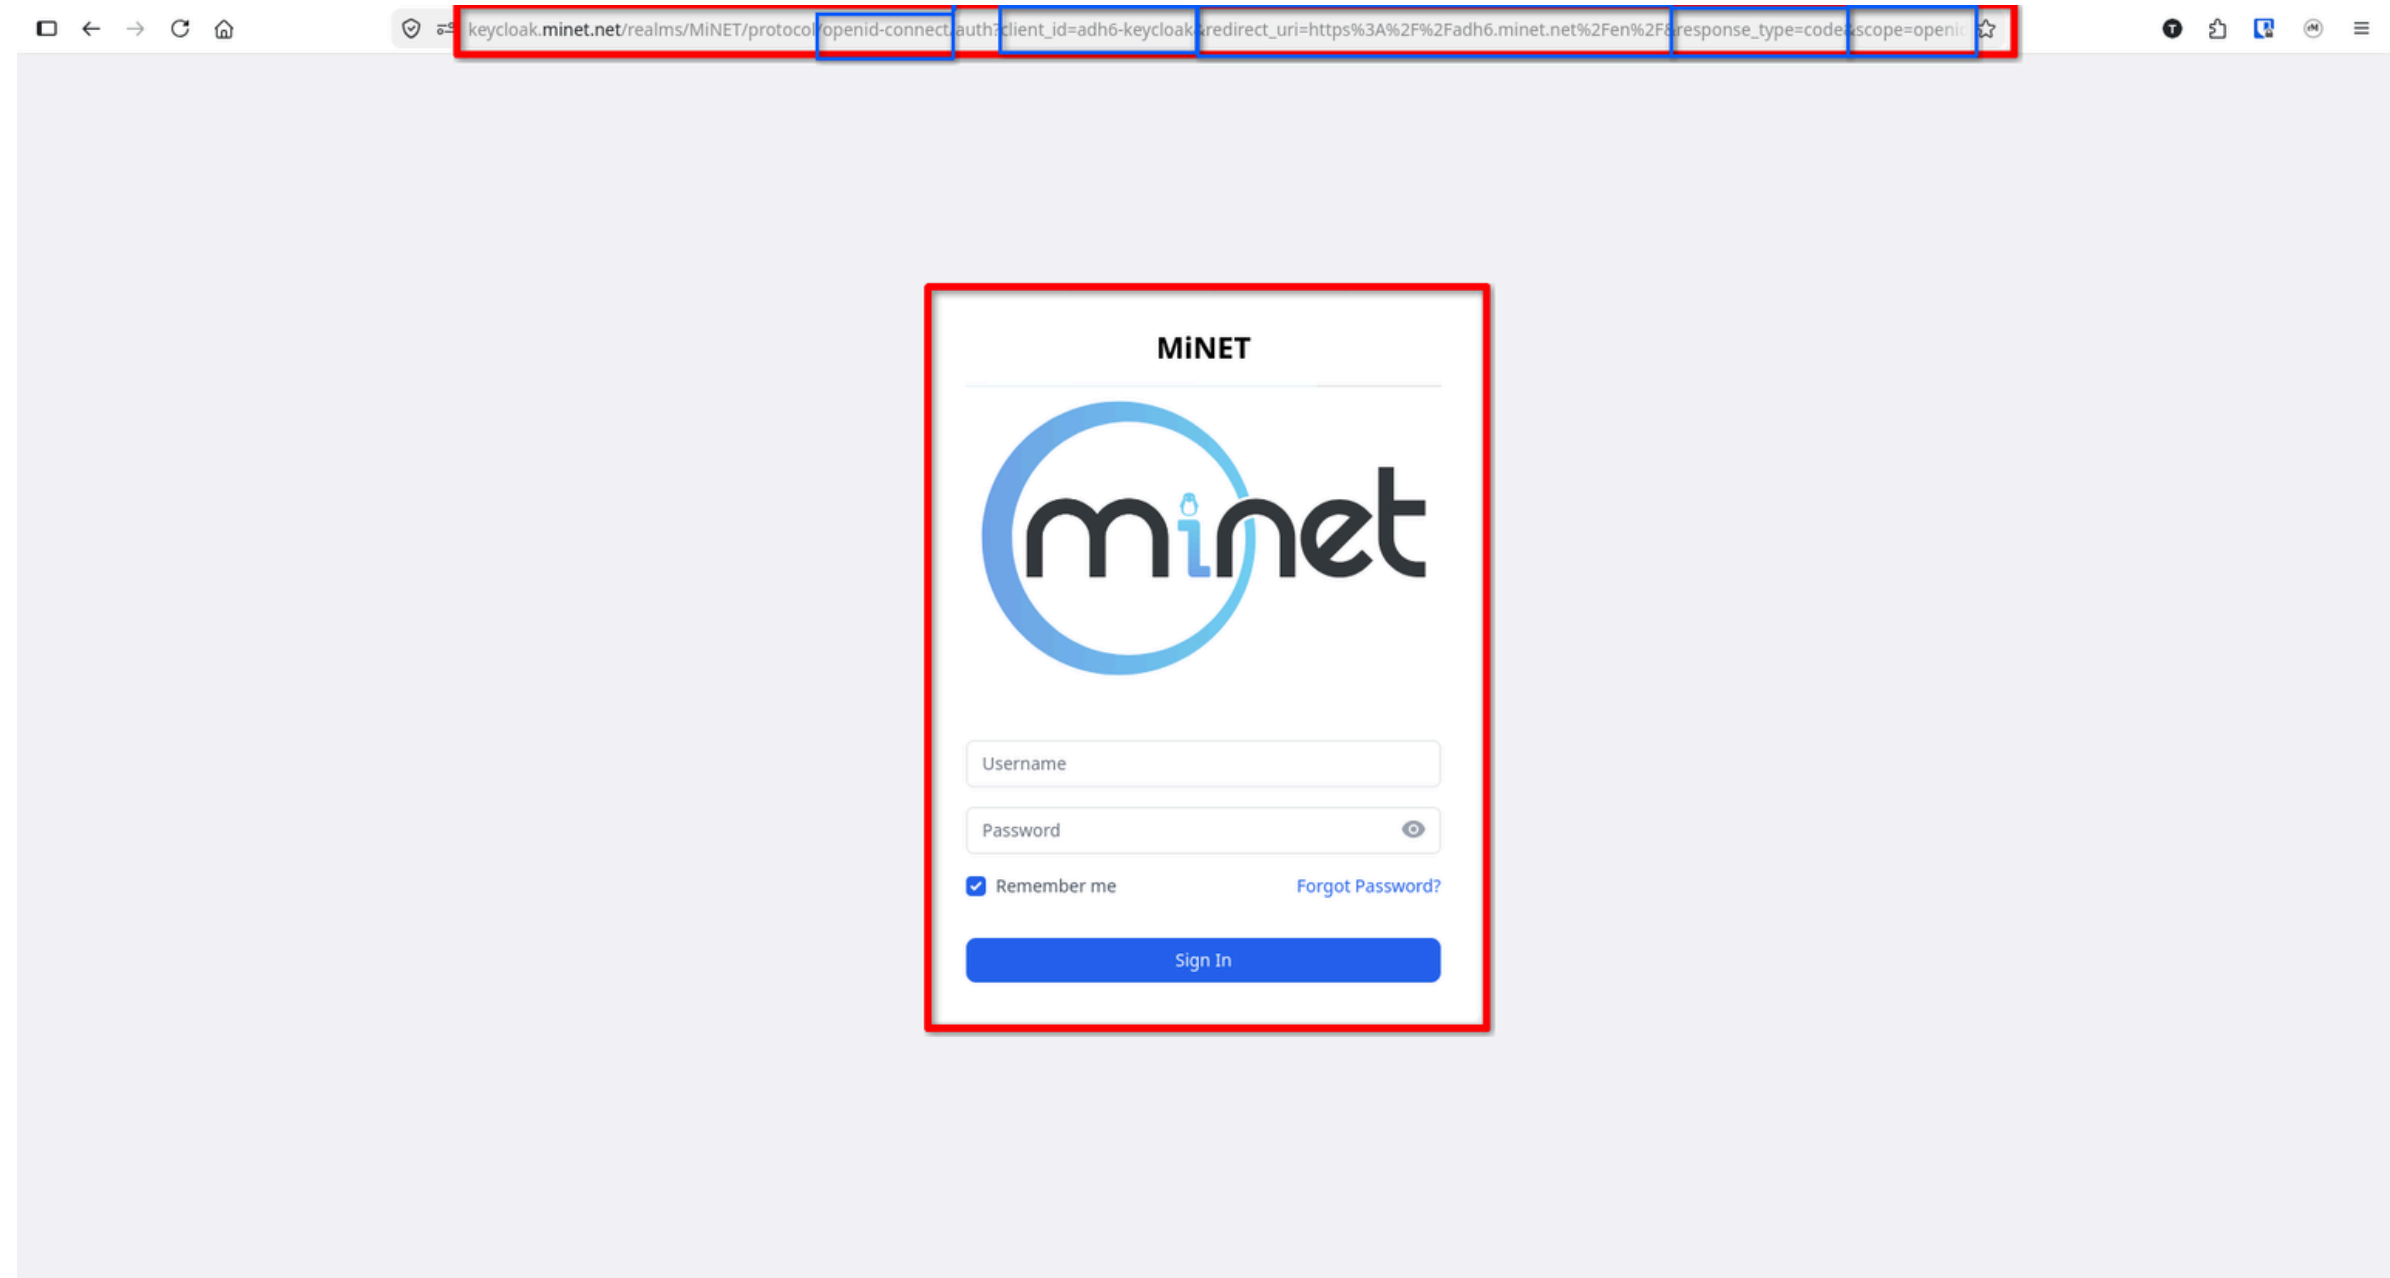 keycloak.minet.net/realms/MiNET/protocol/openid-connect/auth?client_id=adh6-keycloak&redirect_uri=https%3A%2F%2Fadh6.minet.net%2Fen%2F&response_type=code&scope=openi
MiNET
minet
Username
Password
Remember me
Forgot Password?
Sign In